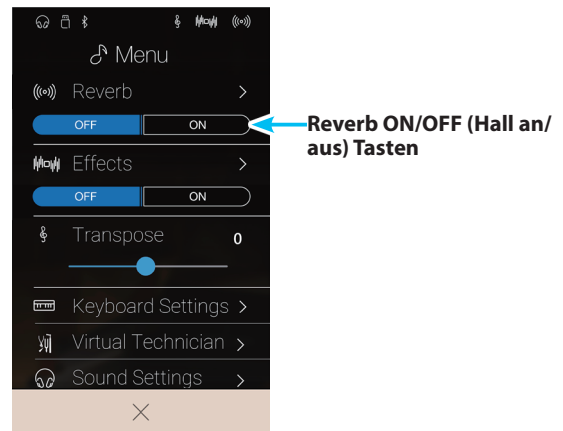 Menu
Reverb
OFF ON
Reverb ON/OFF (Hall an/
aus) Tasten
Effects
OFF ON
Transpose 0
Keyboard Settings
Virtual Technician
Sound Settings